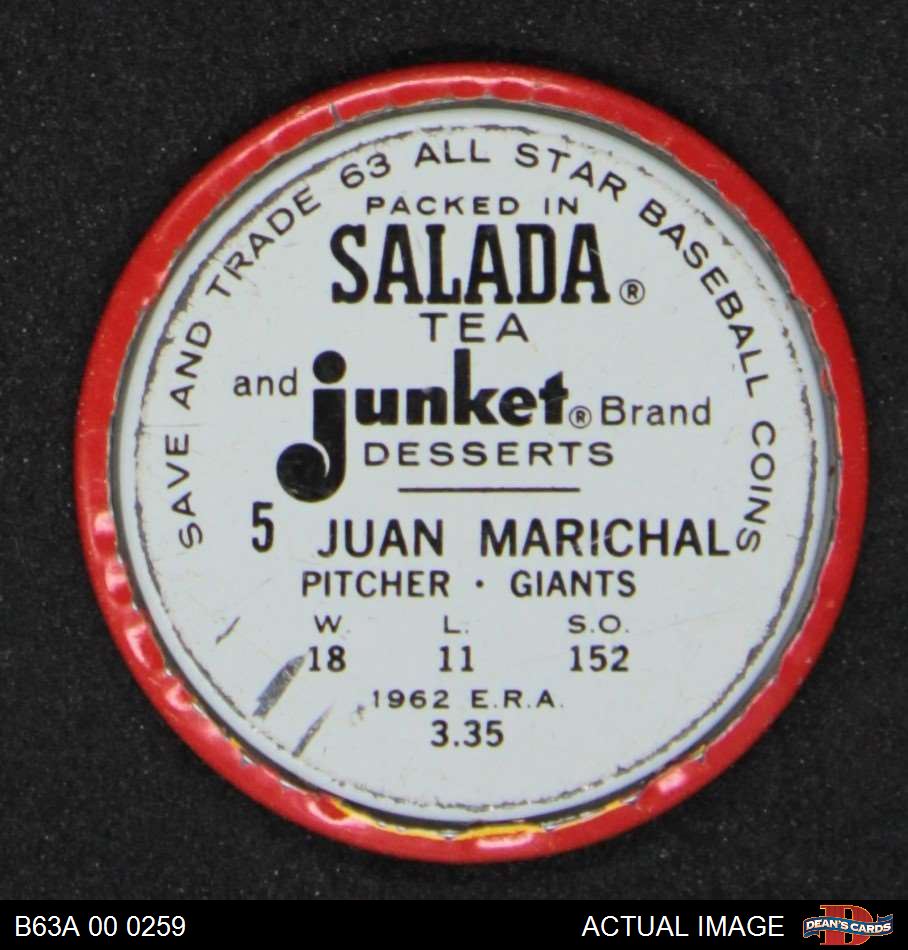 SAVE AND TRADE 63 ALL STAR BASEBALL COINS
PACKED IN
SALADA®
TEA
and junket® Brand
DESSERTS
5 JUAN MARICHAL
PITCHER · GIANTS
W. L. S.O.
18 11 152
1962 E.R.A.
3.35
B63A 00 0259
ACTUAL IMAGE
DEAN'S CARDS